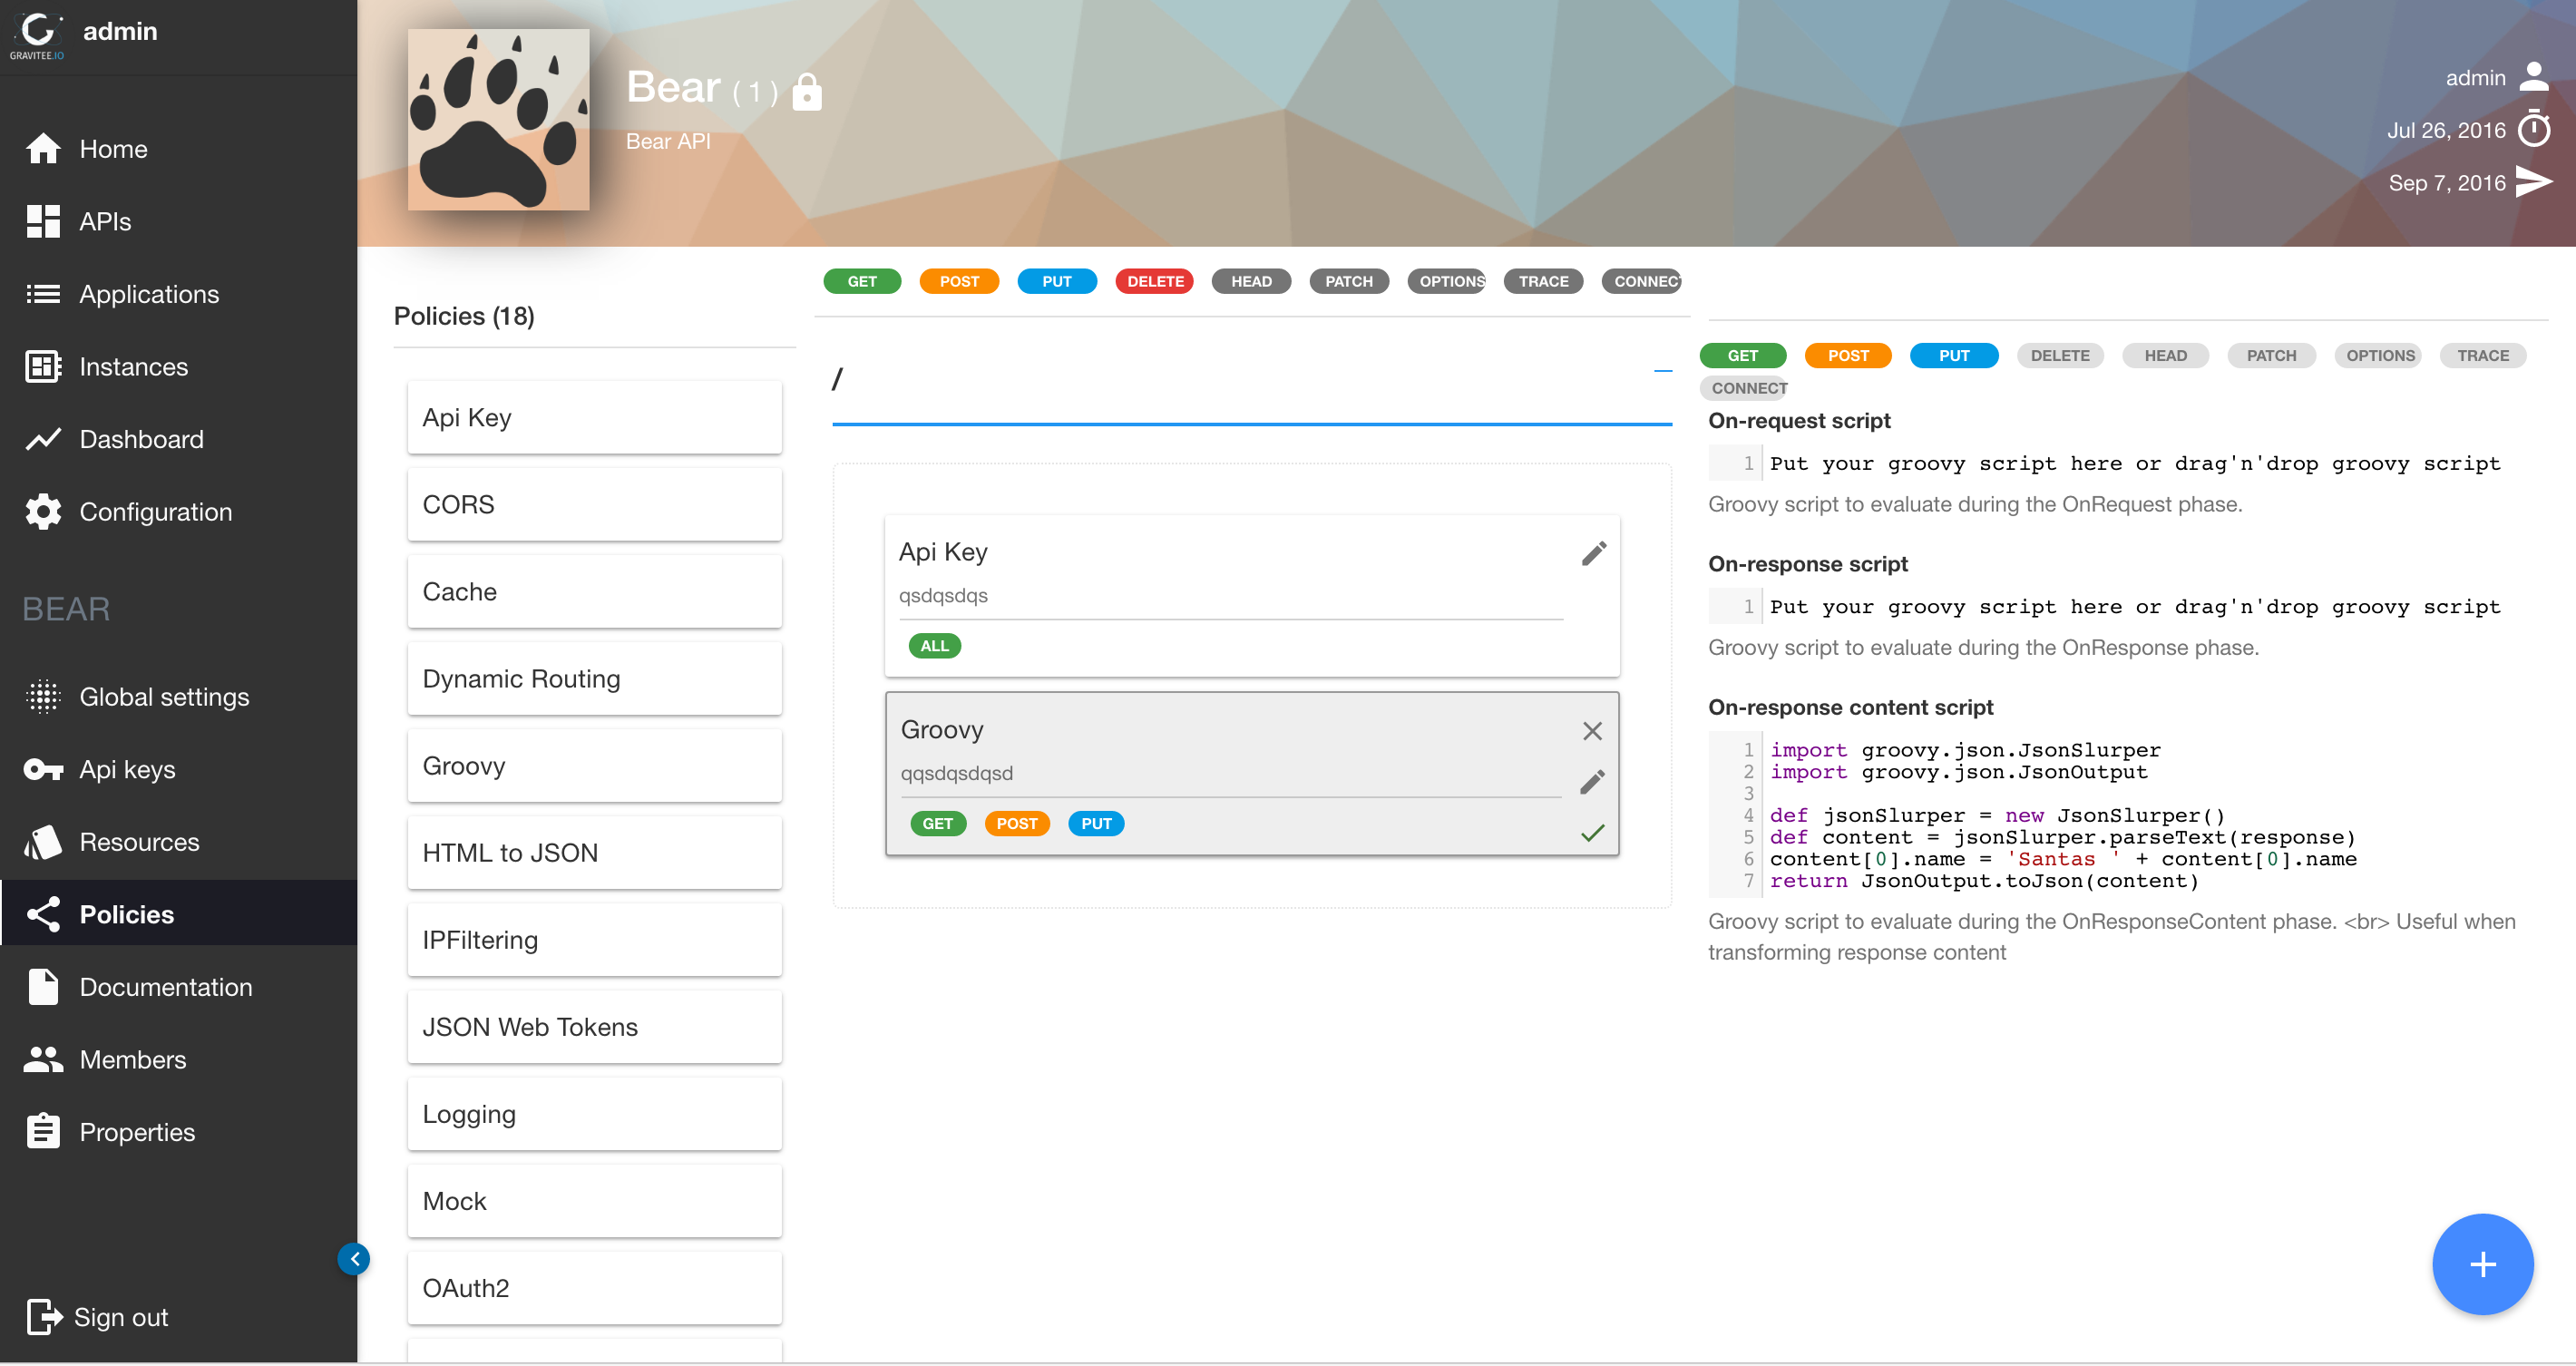 GRAVITEE.IO
admin
Home
APIs
Applications
Instances
Dashboard
Configuration
BEAR
Global settings
Api keys
Resources
Policies
Documentation
Members
Properties
Sign out
Bear ( 1 )
Bear API
admin
Jul 26, 2016
Sep 7, 2016
Policies (18)
Api Key
CORS
Cache
Dynamic Routing
Groovy
HTML to JSON
IPFiltering
JSON Web Tokens
Logging
Mock
OAuth2
GET POST PUT DELETE HEAD PATCH OPTIONS TRACE CONNEC
/
Api Key
qsdqsdqs
ALL
Groovy
qqsdqsdqsd
GET POST PUT
GET POST PUT DELETE HEAD PATCH OPTIONS TRACE
CONNECT
On-request script
1 Put your groovy script here or drag'n'drop groovy script
Groovy script to evaluate during the OnRequest phase.
On-response script
1 Put your groovy script here or drag'n'drop groovy script
Groovy script to evaluate during the OnResponse phase.
On-response content script
1 import groovy.json.JsonSlurper
2 import groovy.json.JsonOutput
3
4 def jsonSlurper = new JsonSlurper()
5 def content = jsonSlurper.parseText(response)
6 content[0].name = 'Santas ' + content[0].name
7 return JsonOutput.toJson(content)
Groovy script to evaluate during the OnResponseContent phase. <br> Useful when
transforming response content